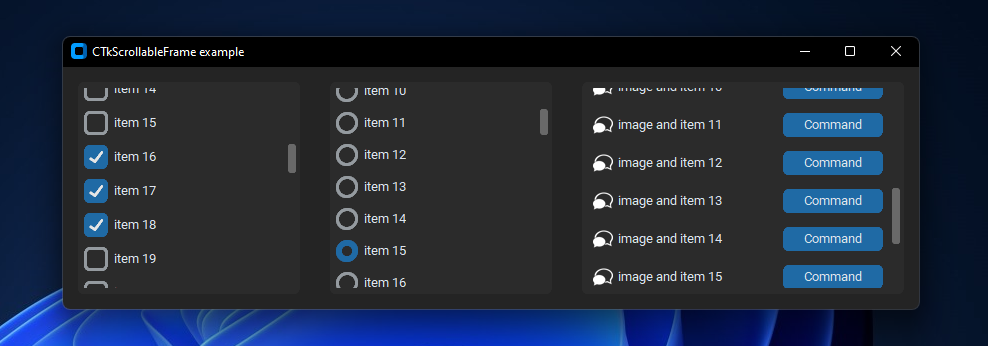 CTkScrollableFrame example
item 14
item 15
item 16
item 17
item 18
item 19
item 10
item 11
item 12
item 13
item 14
item 15
item 16
image and item 10 Command
image and item 11 Command
image and item 12 Command
image and item 13 Command
image and item 14 Command
image and item 15 Command